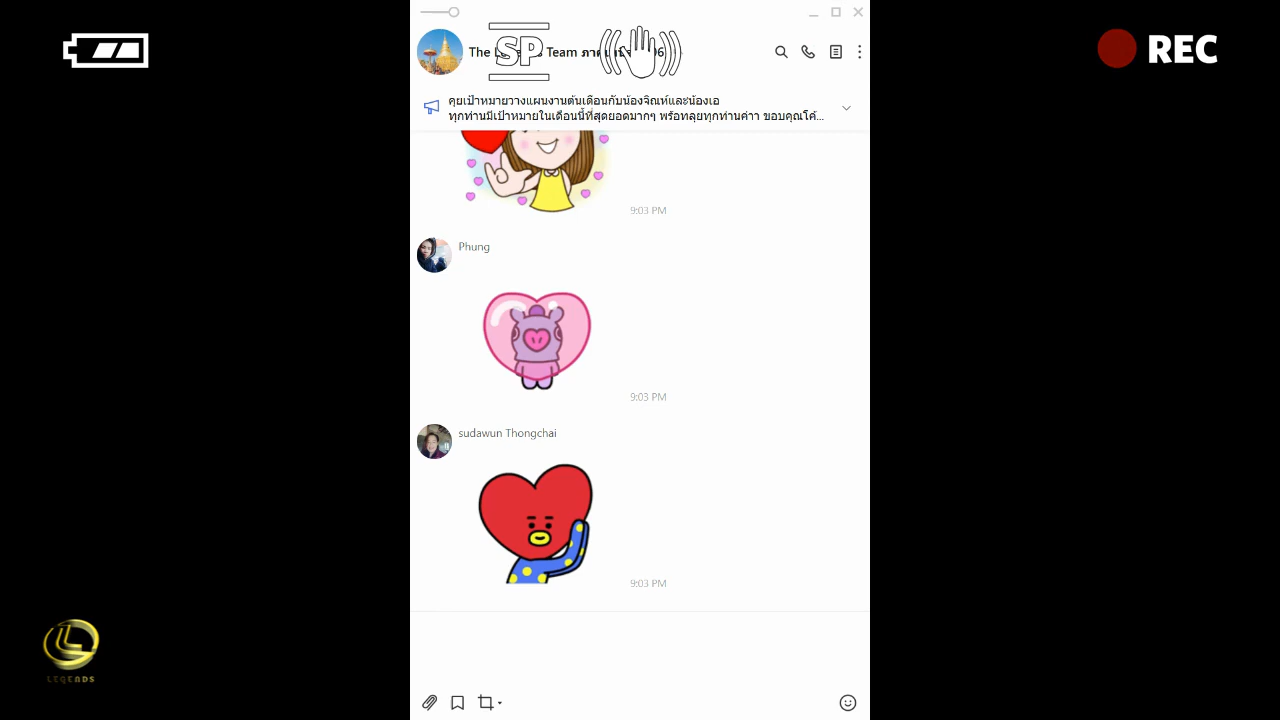 REC
SP
The
Team
คุยเป้าหมายวางแผนงานต้นเดือนกับน้องจิณห์และน้องเอ
ทุกท่านมีเป้าหมายในเดือนนี้ที่สุดยอดมากๆ พร้อทลุยทุกท่านค่าา ขอบคุณโค้...
9:03 PM
Phung
9:03 PM
sudawun Thongchai
9:03 PM
LEGENDS